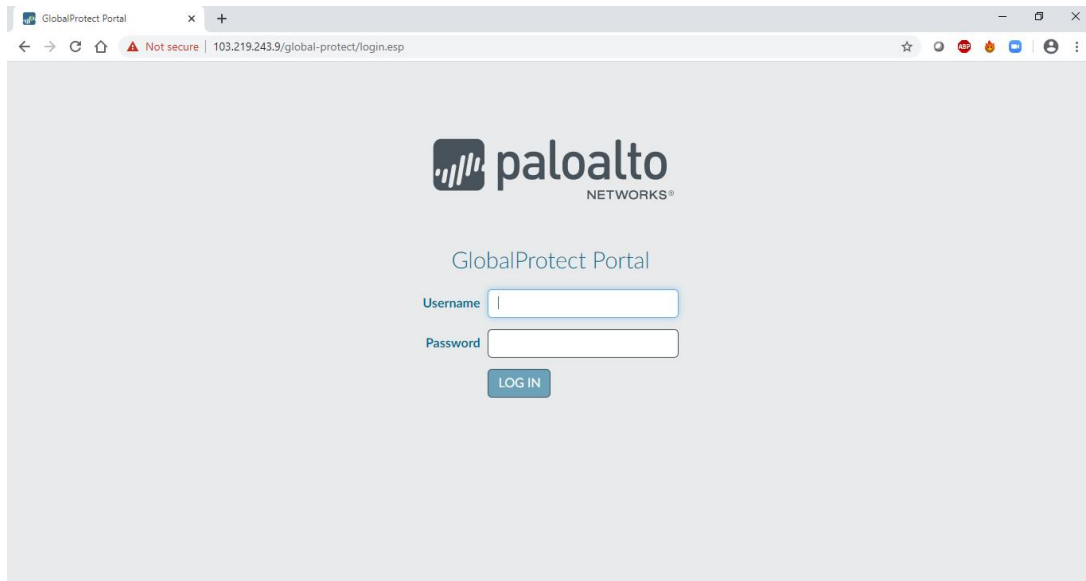 GlobalProtect Portal
Not secure 103.219.243.9/global-protect/login.esp
ABP
paloalto
NETWORKS®
GlobalProtect Portal
Username
Password
LOG IN